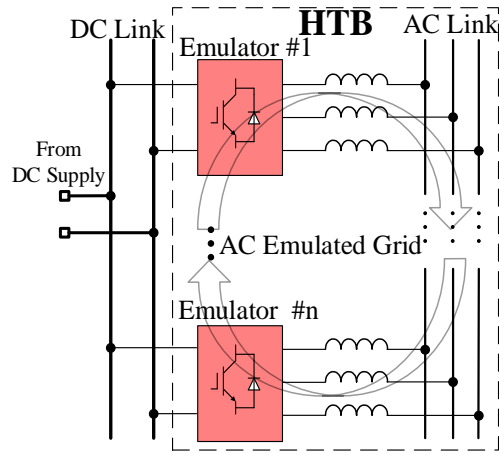 DC Link
HTB
AC Link
Emulator #1
From
DC Supply
AC Emulated Grid
Emulator #n